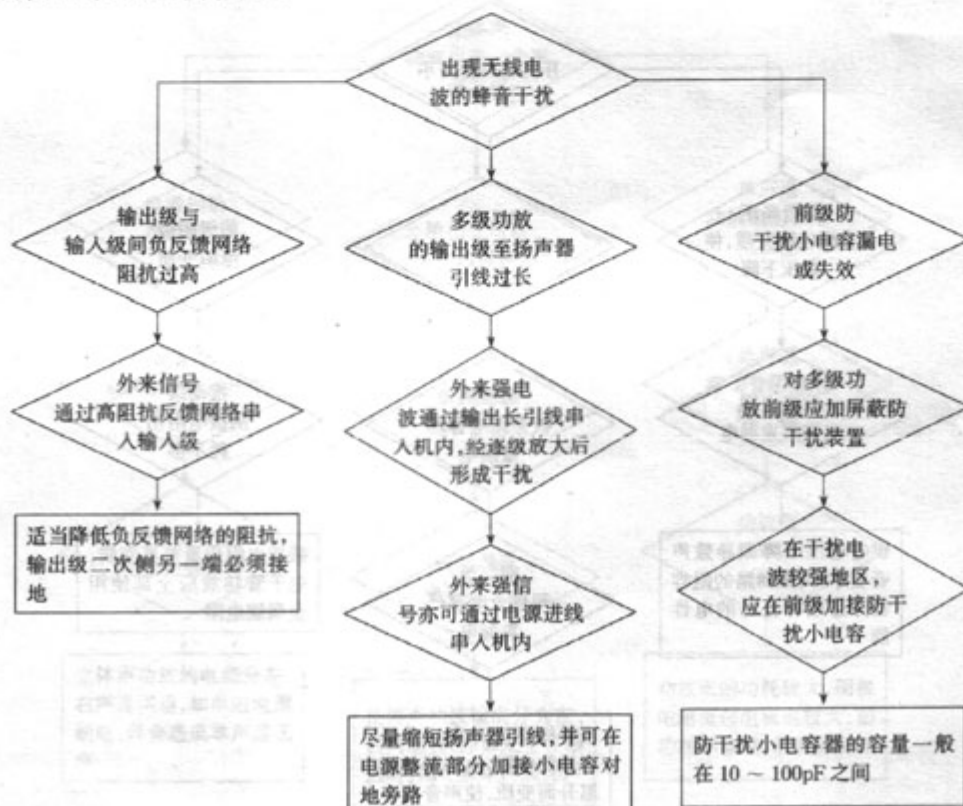 出现无线电
波的蜂音干扰
输出级与
输入级间负反馈网络
阻抗过高
多级功放
的输出级至扬声器
引线过长
前级防
干扰小电容漏电
或失效
外来信号
通过高阻抗反馈网络串
入输入级
外来强电
波通过输出长引线串
入机内,经逐级放大后
形成干扰
对多级功
放前级应加屏蔽防
干扰装置
适当降低负反馈网络的阻抗,
输出级二次侧另一端必须接
地
外来强信
号亦可通过电源进线
串入机内
在干扰电
波较强地区,
应在前级加接防干
扰小电容
尽量缩短扬声器引线,并可在
电源整流部分加接小电容对
地旁路
防干扰小电容器的容量一般
在 10 ~ 100pF 之间